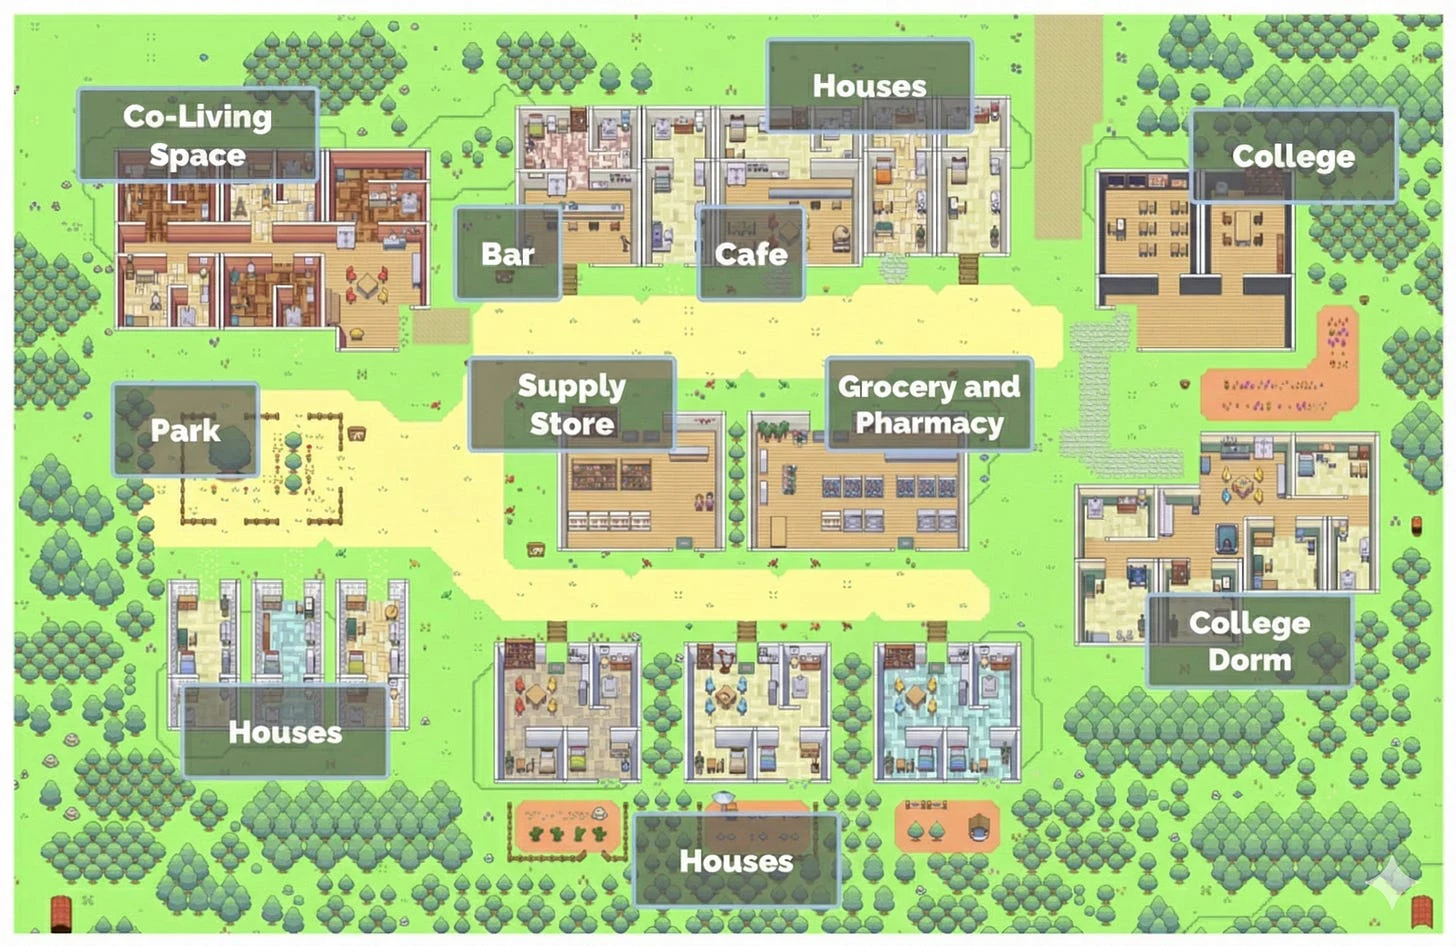 Houses
Co-Living
Space
College
Bar
Cafe
Supply
Store
Grocery and
Pharmacy
Park
College
Dorm
Houses
Houses